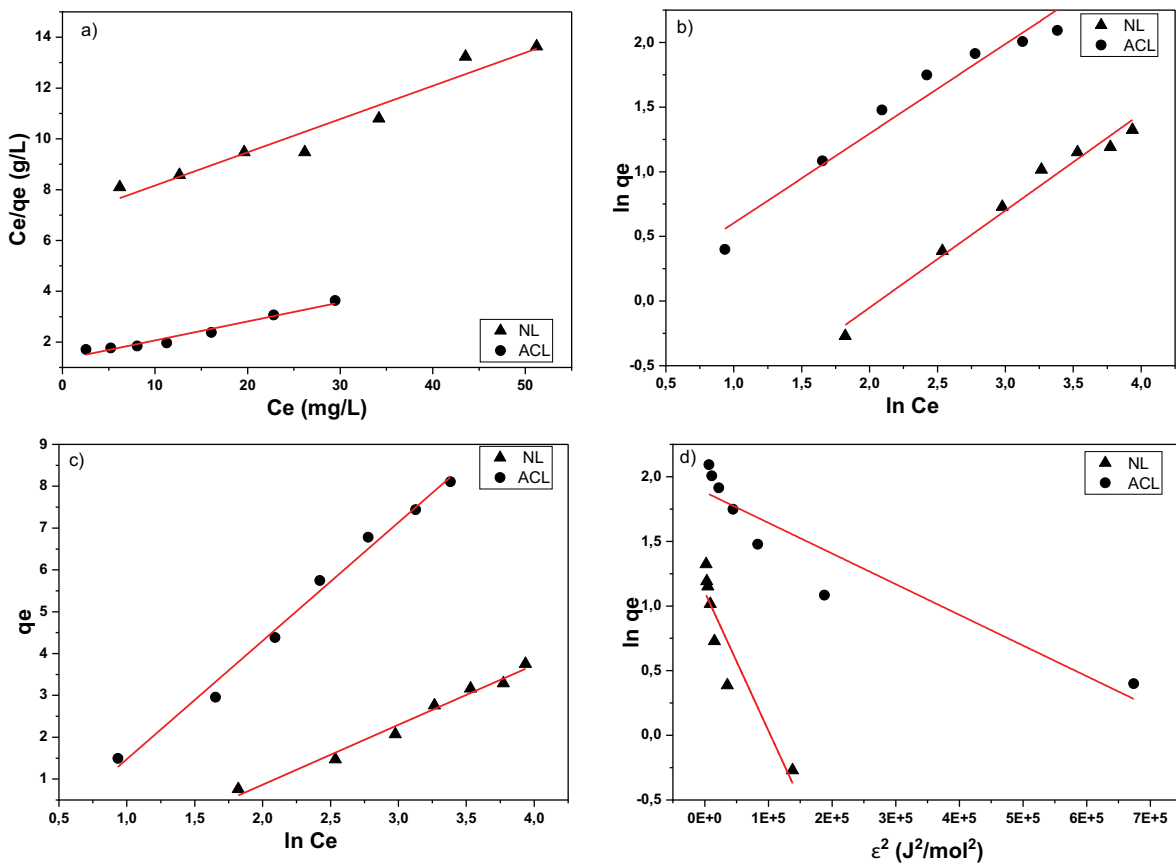 a)
14
12
10
8
6
4
2
0 10 20 30 40 50
Ce/qe (g/L)
Ce (mg/L)
NL
ACL
b)
2,0
1,5
1,0
0,5
0,0
-0,5
0,5 1,0 1,5 2,0 2,5 3,0 3,5 4,0
ln qe
ln Ce
NL
ACL
c)
9
8
7
6
5
4
3
2
1
0,5 1,0 1,5 2,0 2,5 3,0 3,5 4,0
qe
ln Ce
NL
ACL
d)
2,0
1,5
1,0
0,5
0,0
-0,5
0E+0 1E+5 2E+5 3E+5 4E+5 5E+5 6E+5 7E+5
ln qe
ε² (J²/mol²)
NL
ACL